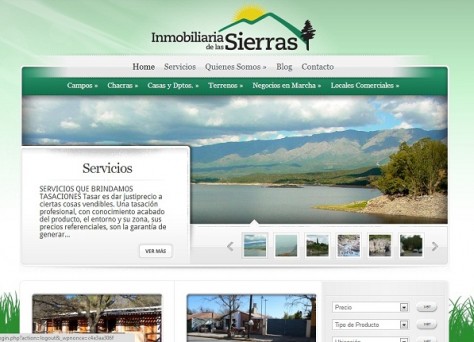 Inmobiliaria
de las Sierras
Home Servicios Quienes Somos » Blog Contacto
Campos » Chacras » Casas y Dptos. » Terrenos » Negocios en Marcha » Locales Comerciales »
Servicios
SERVICIOS QUE BRINDAMOS
TASACIONES Tasar es dar justiprecio a
ciertas cosas vendibles. Una tasación
profesional, con conocimiento acabado
del producto, el entorno y su zona, sus
precios referenciales, son la garantía de
generar...
VER MÁS
Precio
Tipo de Producto